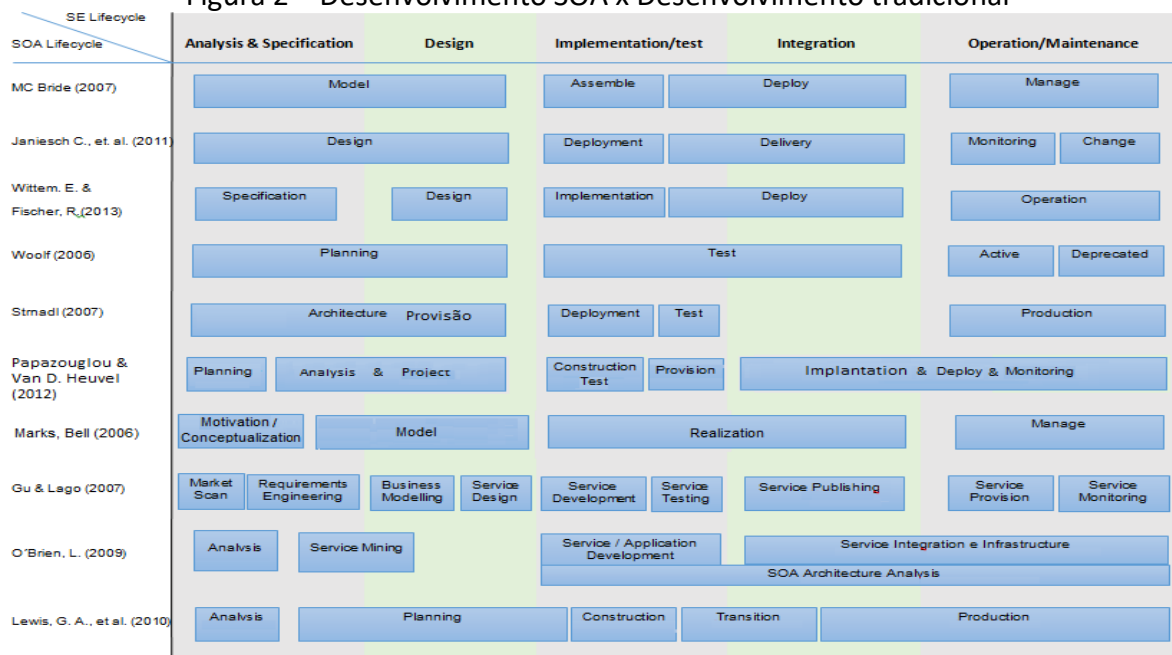 Figura 2 – Desenvolvimento SOA x Desenvolvimento tradicional
SE Lifecycle
SOA Lifecycle
Analysis & Specification
Design
Implementation/test
Integration
Operation/Maintenance
MC Bride (2007)
Model
Assemble
Deploy
Manage
Janiesch C., et. al. (2011)
Design
Deployment
Delivery
Monitoring
Change
Wittem. E. &
Fischer, R.(2013)
Specification
Design
Implementation
Deploy
Operation
Woolf (2006)
Planning
Test
Active
Deprecated
Strnadl (2007)
Architecture Provisão
Deployment
Test
Production
Papazouglou &
Van D. Heuvel
(2012)
Planning
Analysis & Project
Construction
Test
Provision
Implantation & Deploy & Monitoring
Marks, Bell (2006)
Motivation /
Conceptualization
Model
Realization
Manage
Gu & Lago (2007)
Market
Scan
Requirements
Engineering
Business
Modelling
Service
Design
Service
Development
Service
Testing
Service Publishing
Service
Provision
Service
Monitoring
O´Brien, L. (2009)
Analysis
Service Mining
Service / Application
Development
Service Integration e Infrastructure
SOA Architecture Analysis
Lewis, G. A., et al. (2010)
Analysis
Planning
Construction
Transition
Production